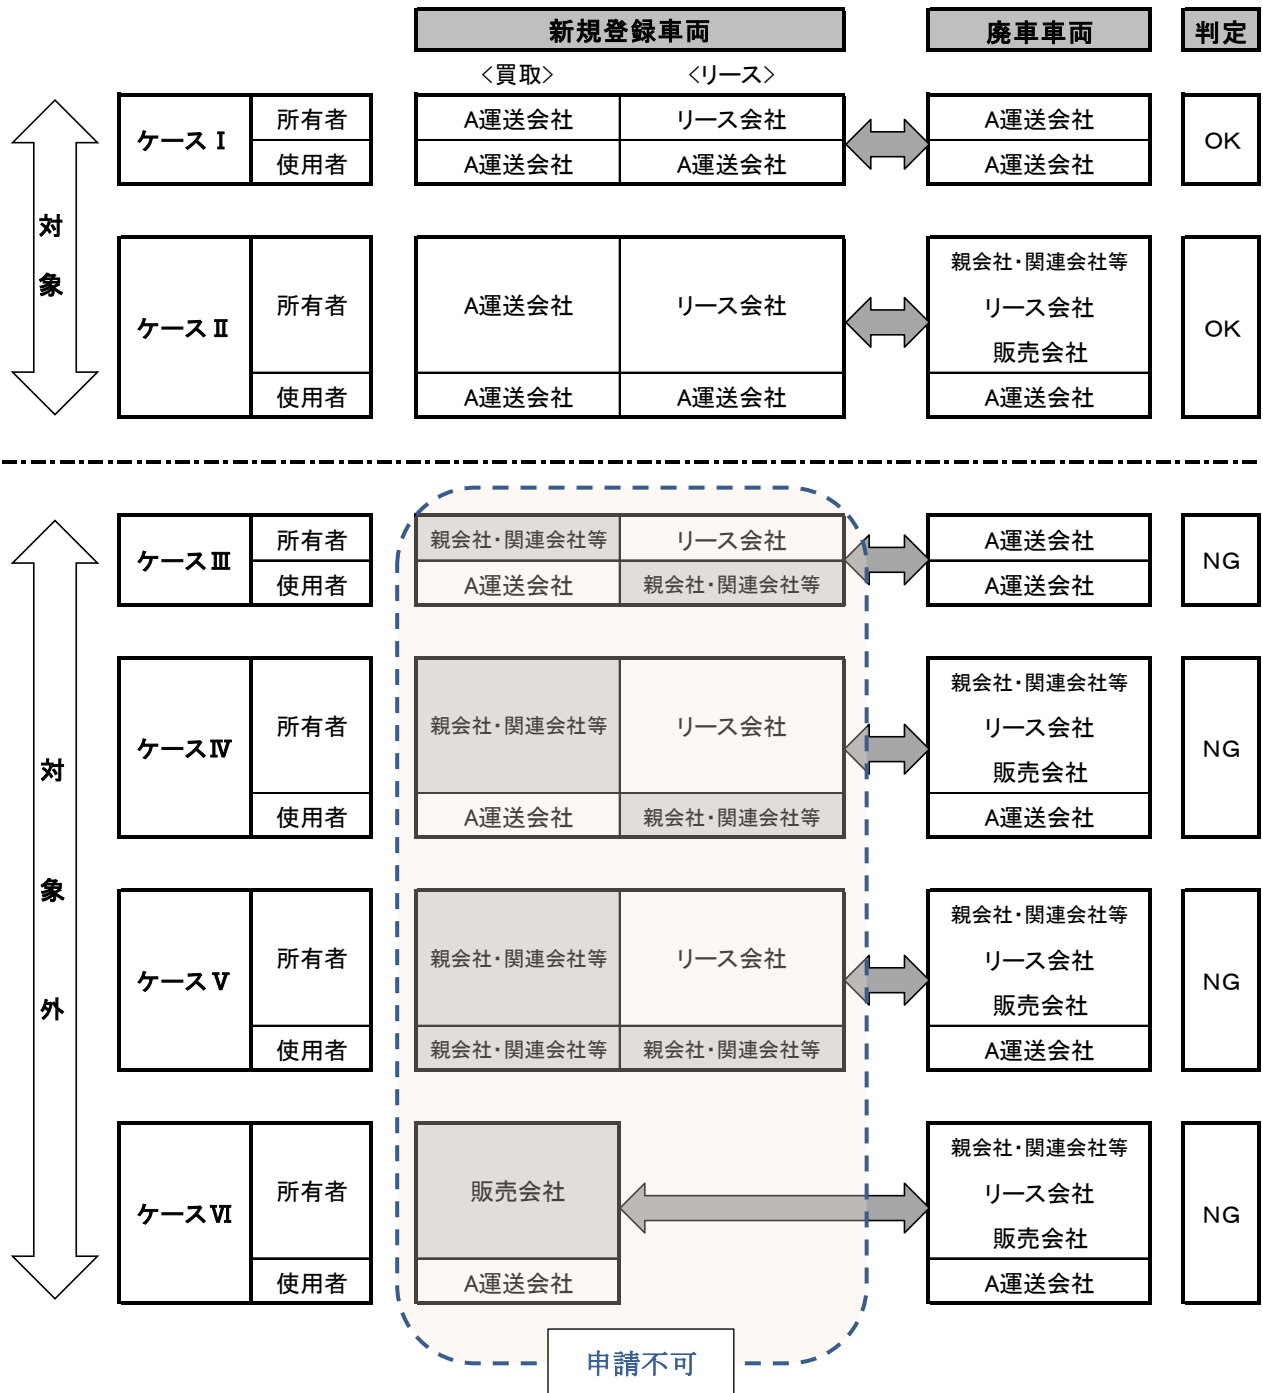 新規登録車両 廃車車両 判定
＜買取＞ ＜リース＞
対象
ケースⅠ 所有者 A運送会社 リース会社 A運送会社 OK
使用者 A運送会社 A運送会社 A運送会社
ケースⅡ 所有者 A運送会社 リース会社 親会社・関連会社等 OK
リース会社
販売会社
使用者 A運送会社 A運送会社 A運送会社
対象外
ケースⅢ 所有者 親会社・関連会社等 リース会社 A運送会社 NG
使用者 A運送会社 親会社・関連会社等 A運送会社
ケースⅣ 所有者 親会社・関連会社等 リース会社 親会社・関連会社等 NG
リース会社
販売会社
使用者 A運送会社 親会社・関連会社等 A運送会社
ケースⅤ 所有者 親会社・関連会社等 リース会社 親会社・関連会社等 NG
リース会社
販売会社
使用者 親会社・関連会社等 親会社・関連会社等 A運送会社
ケースⅥ 所有者 販売会社 親会社・関連会社等 NG
リース会社
販売会社
使用者 A運送会社 A運送会社
申請不可